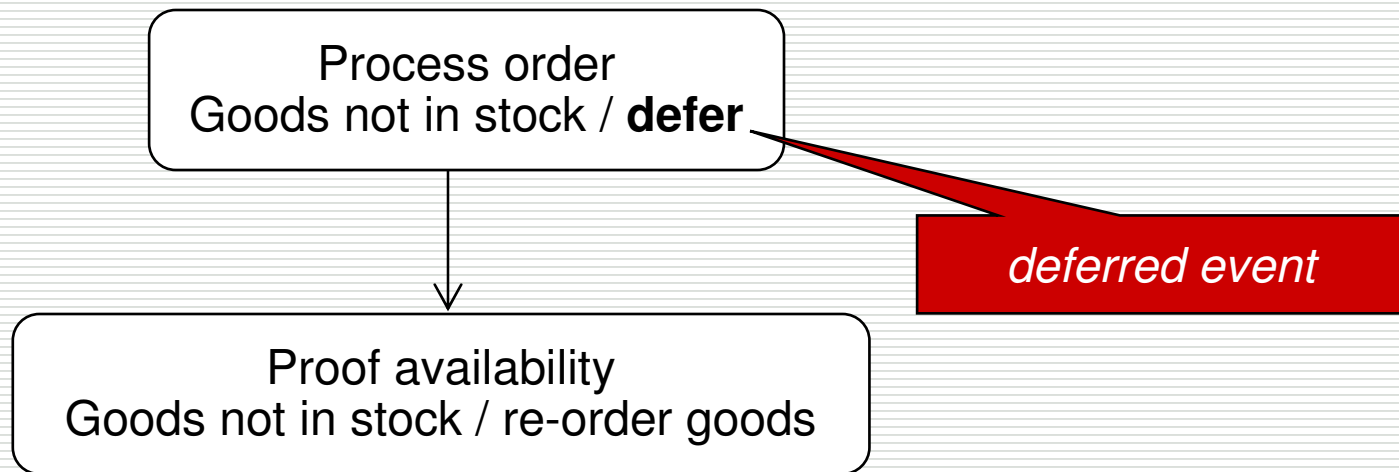 Process order
Goods not in stock / defer
deferred event
Proof availability
Goods not in stock / re-order goods